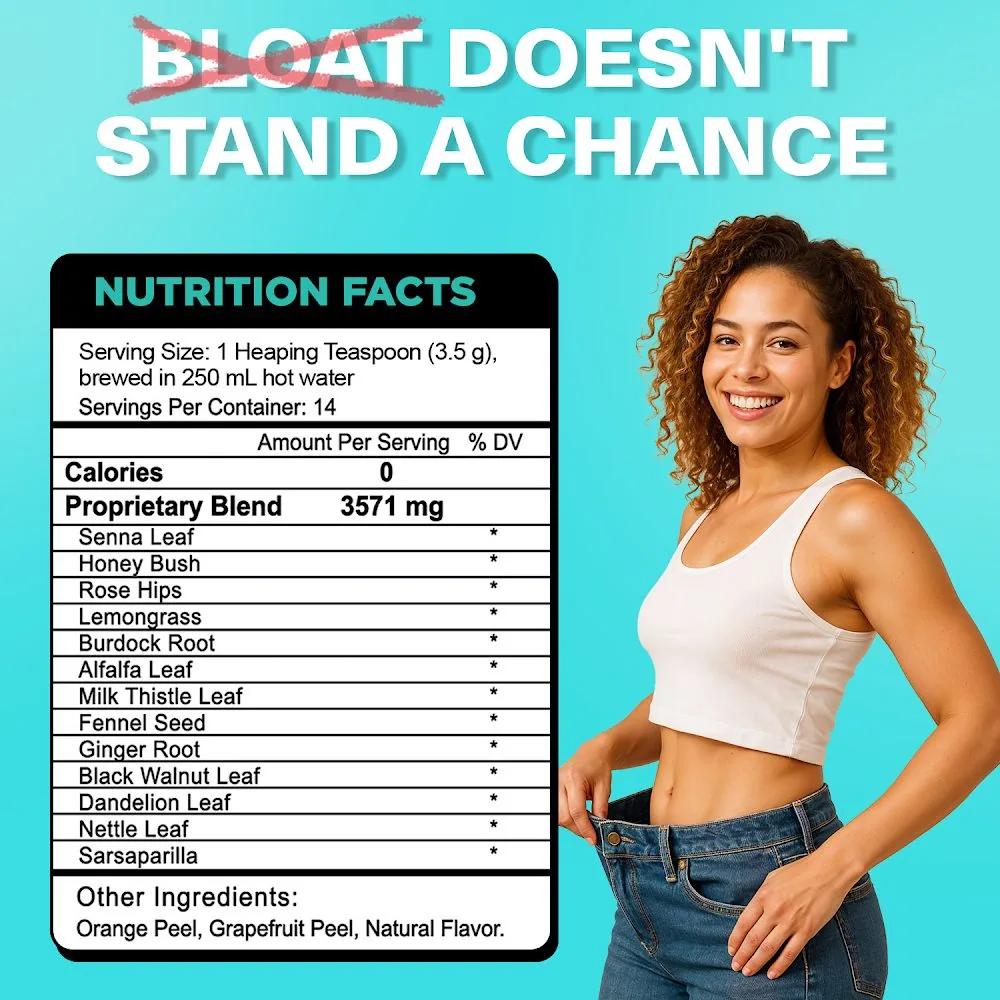 BLOAT DOESN'T
STAND A CHANCE
NUTRITION FACTS
Serving Size: 1 Heaping Teaspoon (3.5 g),
brewed in 250 mL hot water
Servings Per Container: 14
Amount Per Serving % DV
Calories 0
Proprietary Blend 3571 mg
Senna Leaf *
Honey Bush *
Rose Hips *
Lemongrass *
Burdock Root *
Alfalfa Leaf *
Milk Thistle Leaf *
Fennel Seed *
Ginger Root *
Black Walnut Leaf *
Dandelion Leaf *
Nettle Leaf *
Sarsaparilla *
Other Ingredients:
Orange Peel, Grapefruit Peel, Natural Flavor.